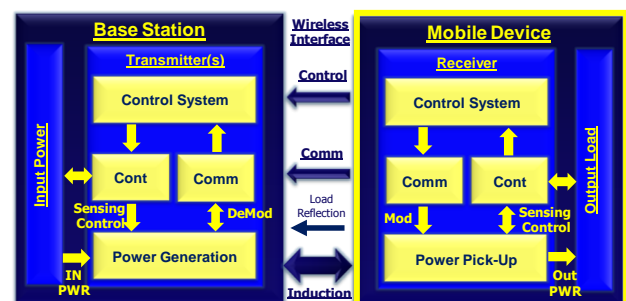 Base Station
Input Power
Transmitter(s)
Control System
Cont
Comm
Sensing
Control
DeMod
Power Generation
IN
PWR
Wireless
Interface
Control
Comm
Load
Reflection
Induction
Mobile Device
Receiver
Control System
Comm
Cont
Mod
Sensing
Control
Power Pick-Up
Out
PWR
Output Load